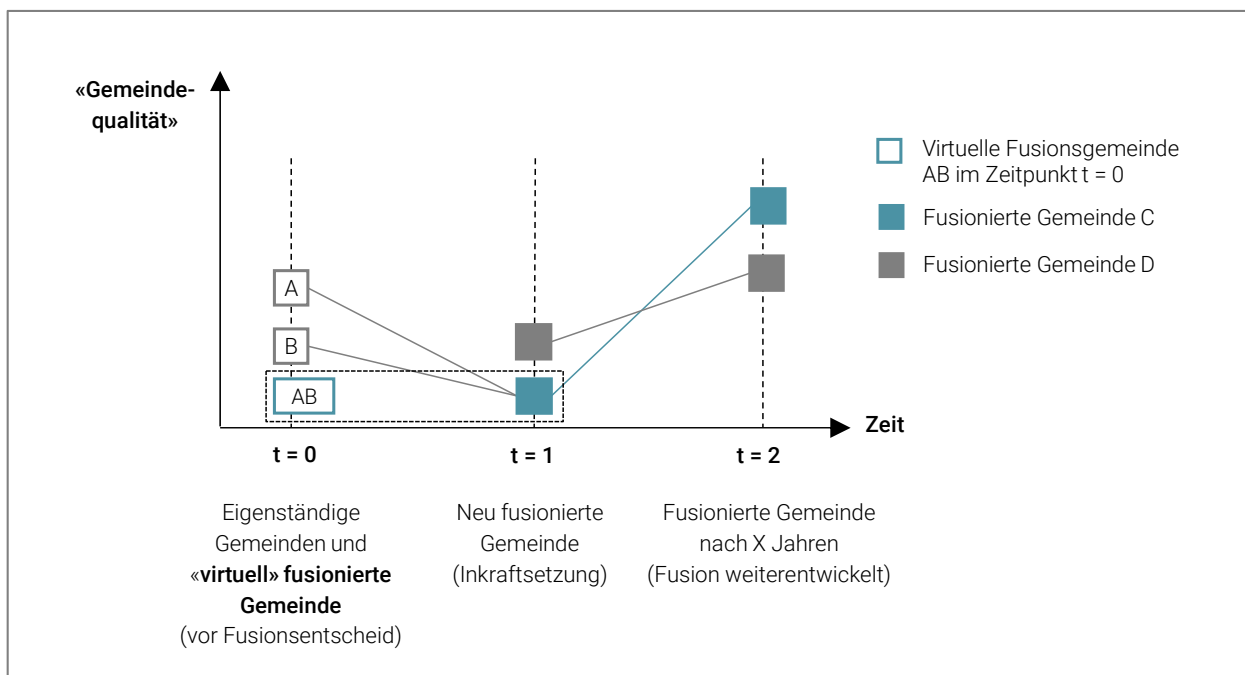 «Gemeinde-
qualität»
Virtuelle Fusionsgemeinde
AB im Zeitpunkt t = 0
Fusionierte Gemeinde C
Fusionierte Gemeinde D
A
B
AB
Zeit
t = 0
t = 1
t = 2
Eigenständige
Gemeinden und
«virtuell» fusionierte
Gemeinde
(vor Fusionsentscheid)
Neu fusionierte
Gemeinde
(Inkraftsetzung)
Fusionierte Gemeinde
nach X Jahren
(Fusion weiterentwickelt)